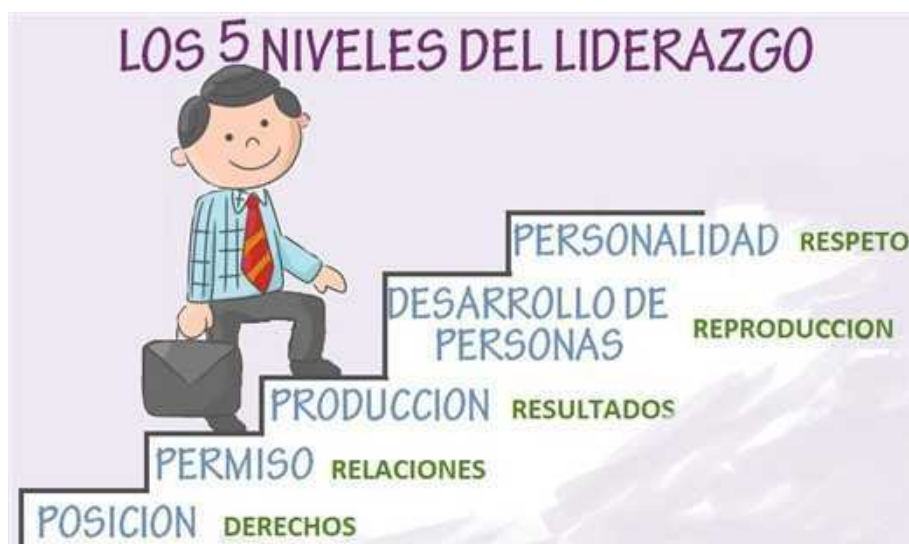 LOS 5 NIVELES DEL LIDERAZGO
PERSONALIDAD RESPETO
DESARROLLO DE
PERSONAS REPRODUCCION
PRODUCCION RESULTADOS
PERMISO RELACIONES
POSICION DERECHOS